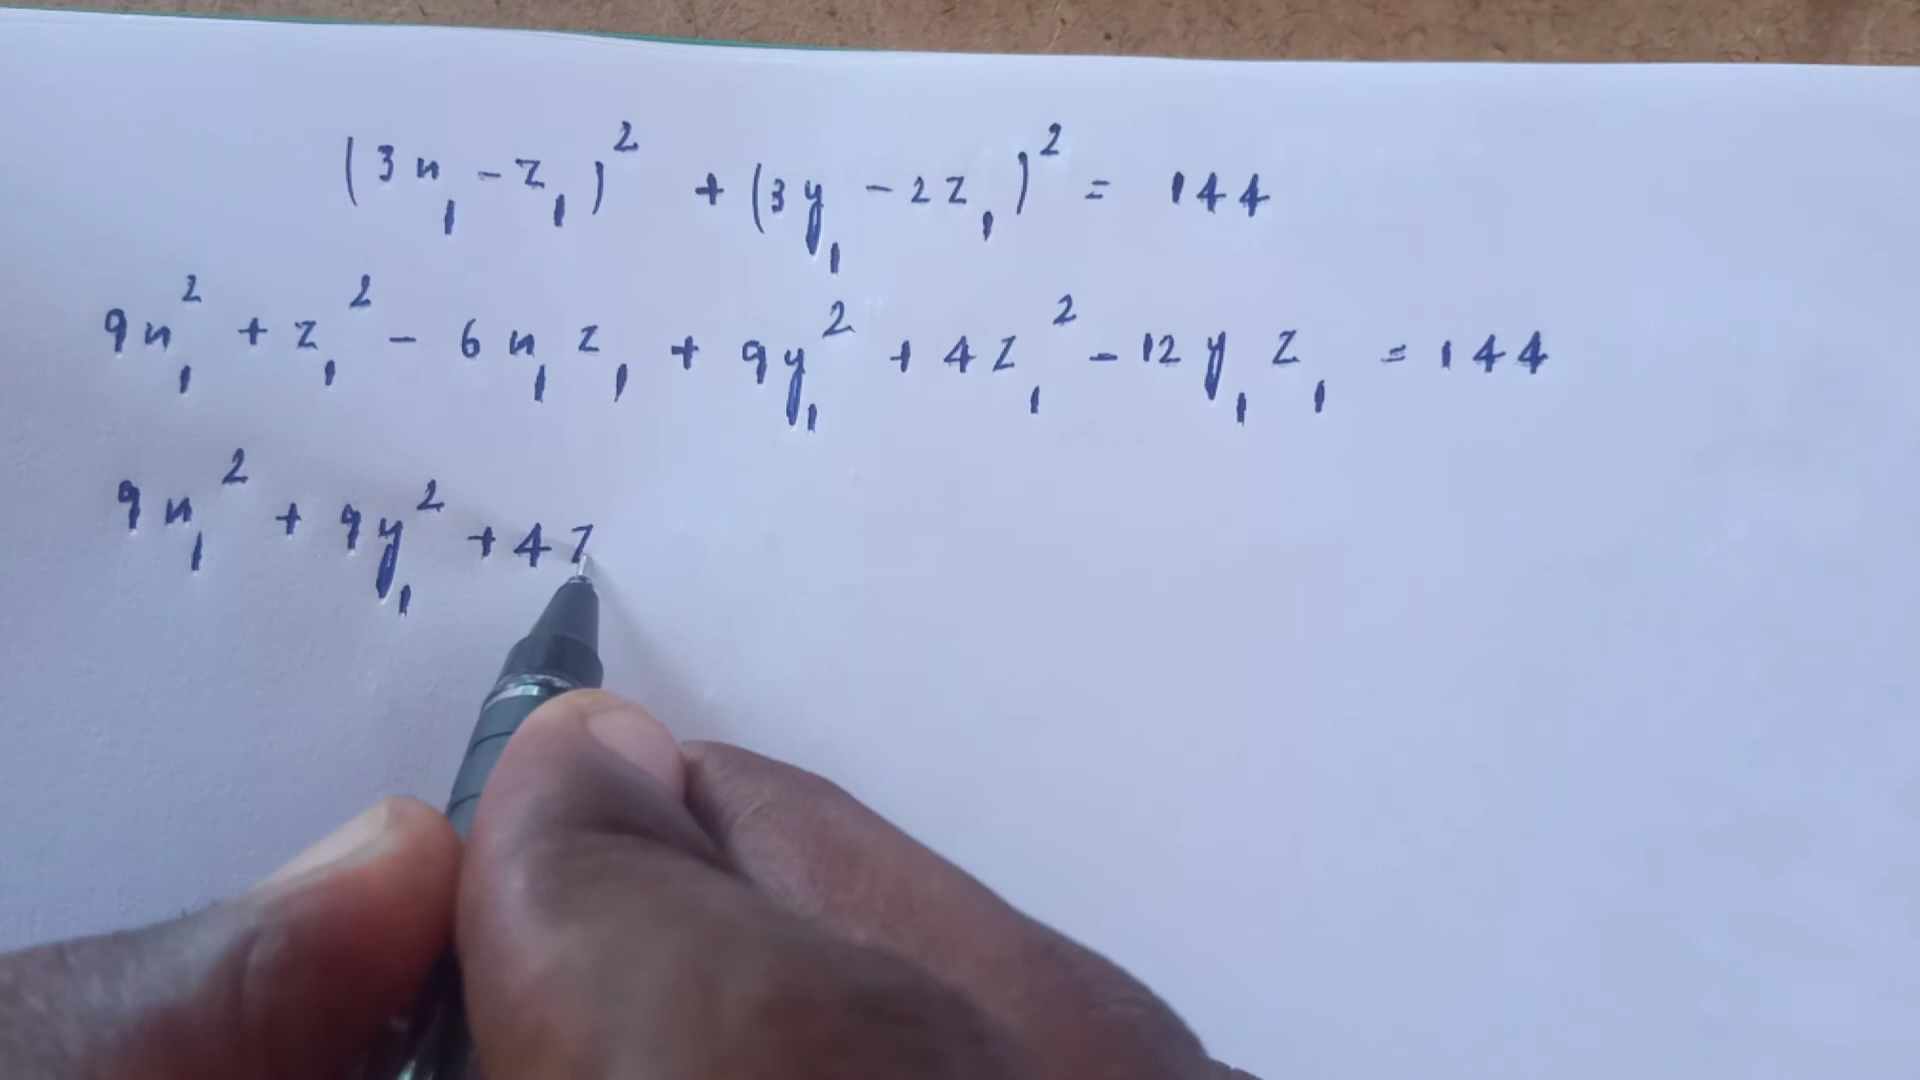 (3x₁ - z₁)² + (3y₁ - 2z₁)² = 144
9x₁² + z₁² - 6x₁z₁ + 9y₁² + 4z₁² - 12y₁z₁ = 144
9x₁² + 9y₁² + 4z